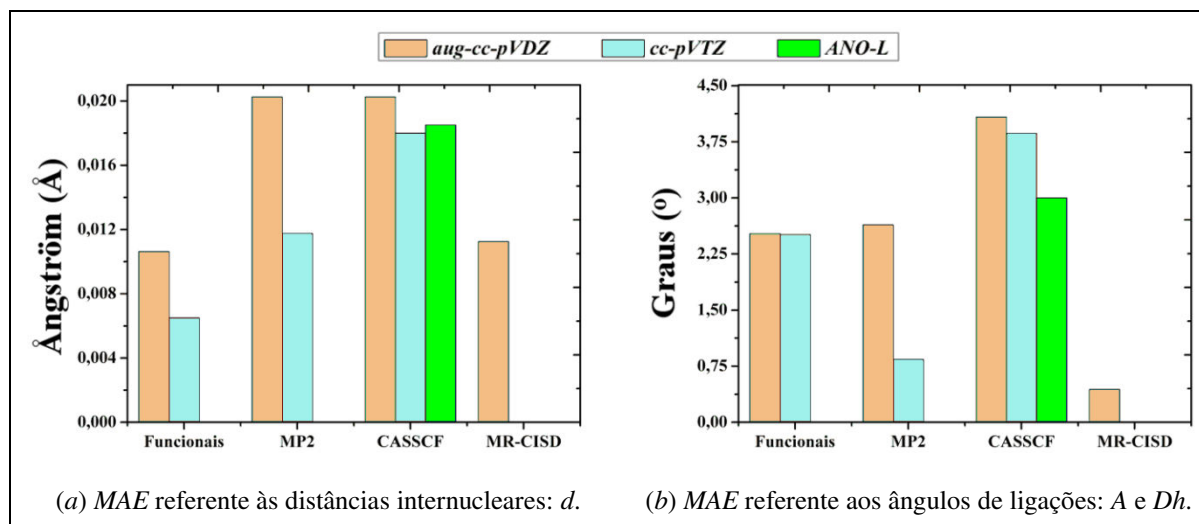 aug-cc-pVDZ cc-pVTZ ANO-L
Ångström (Å)
0,020
0,016
0,012
0,008
0,004
0,000
Funcionais MP2 CASSCF MR-CISD
(a) MAE referente às distâncias internucleares: d.
Graus (º)
4,50
3,75
3,00
2,25
1,50
0,75
0,00
Funcionais MP2 CASSCF MR-CISD
(b) MAE referente aos ângulos de ligações: A e Dh.